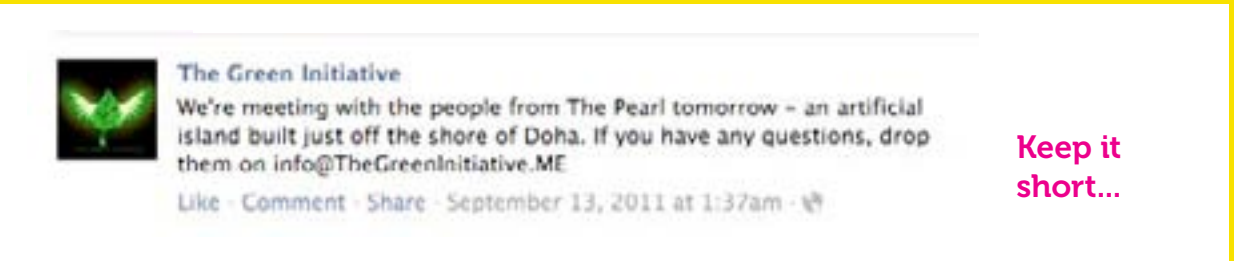 The Green Initiative
We're meeting with the people from The Pearl tomorrow – an artificial
island built just off the shore of Doha. If you have any questions, drop
them on info@TheGreenInitiative.ME
Like · Comment · Share · September 13, 2011 at 1:37am ·
Keep it
short...